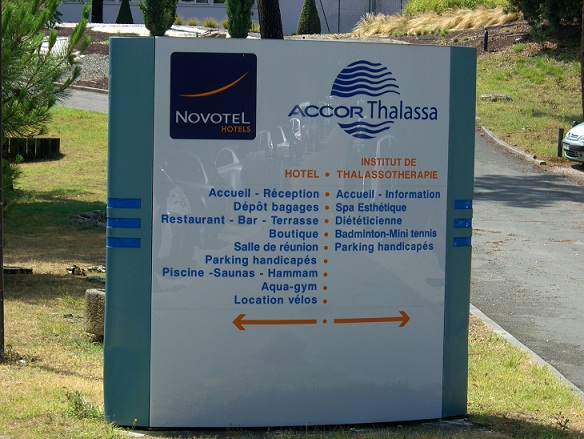 NOVOTEL
HOTELS
ACCOR Thalassa
HOTEL • INSTITUT DE THALASSOTHERAPIE
Accueil - Réception • Accueil - Information
Dépôt bagages • Spa Esthétique
Restaurant - Bar - Terrasse • Diététicienne
Boutique • Badminton-Mini tennis
Salle de réunion • Parking handicapés
Parking handicapés •
Piscine -Saunas - Hammam •
Aqua-gym •
Location vélos •